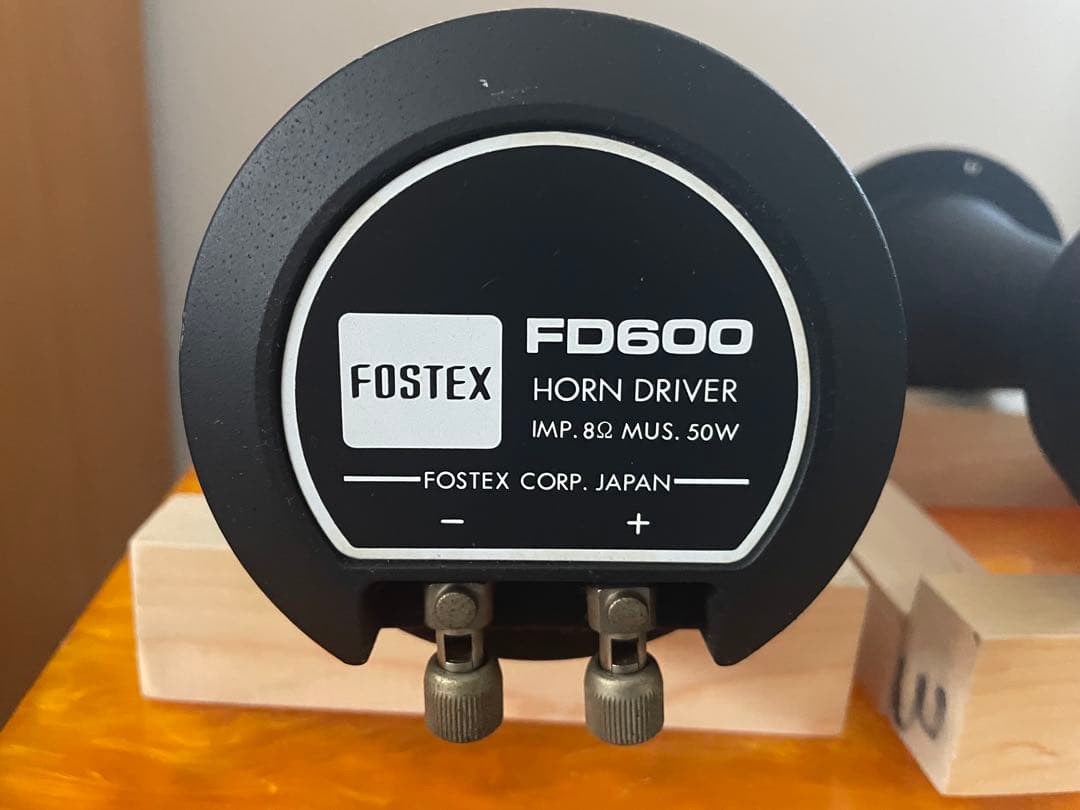 FOSTEX
FD600
HORN DRIVER
IMP. 8Ω MUS. 50W
FOSTEX CORP. JAPAN
− +